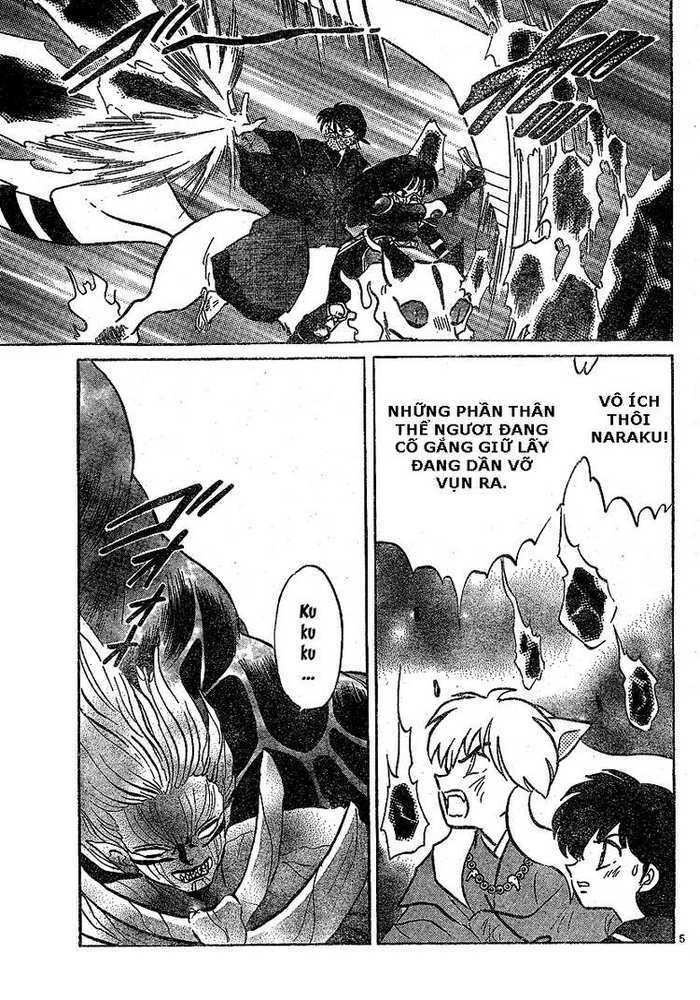 VÔ ÍCH
THÔI
NARAKU!
NHỮNG PHẦN THÂN
THỂ NGƯƠI ĐANG
CỐ GẮNG GIỮ LẤY
ĐANG DẦN VỠ
VỤN RA.
Ku
ku
ku
...
5